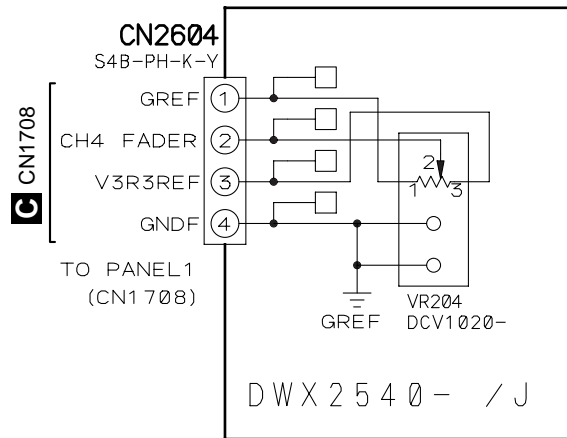 CN2604
S4B-PH-K-Y
GREF 1
CH4 FADER 2
V3R3REF 3
GNDF 4
C CN1708
TO PANEL1
(CN1708)
2
1 3
GREF
VR204
DCV1020-
DWX2540- /J